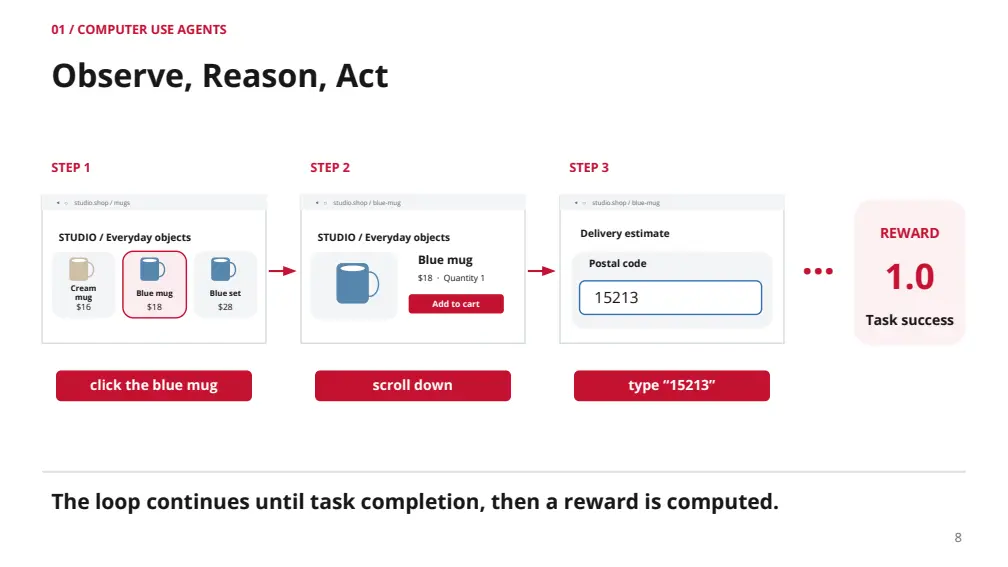 01 / COMPUTER USE AGENTS
Observe, Reason, Act
STEP 1
studio.shop / mugs
STUDIO / Everyday objects
Cream
mug
$16
Blue mug
$18
Blue set
$28
click the blue mug
STEP 2
studio.shop / blue-mug
STUDIO / Everyday objects
Blue mug
$18 · Quantity 1
Add to cart
scroll down
STEP 3
studio.shop / blue-mug
Delivery estimate
Postal code
15213
type “15213”
•••
REWARD
1.0
Task success
The loop continues until task completion, then a reward is computed.
8